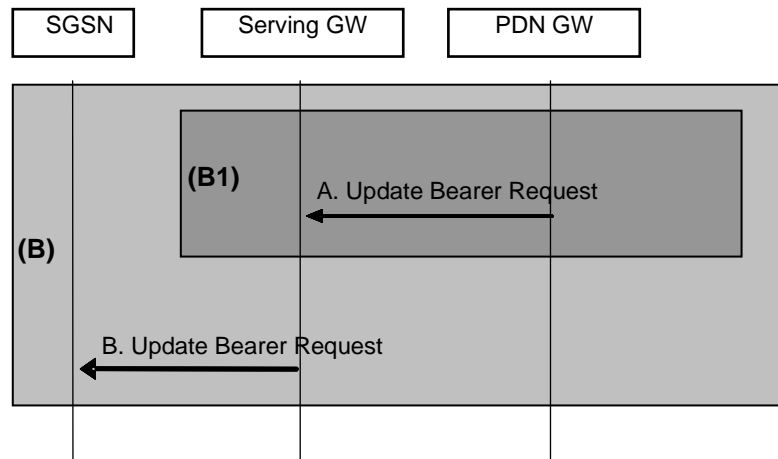 SGSN
Serving GW
PDN GW
(B1)
A. Update Bearer Request
(B)
B. Update Bearer Request